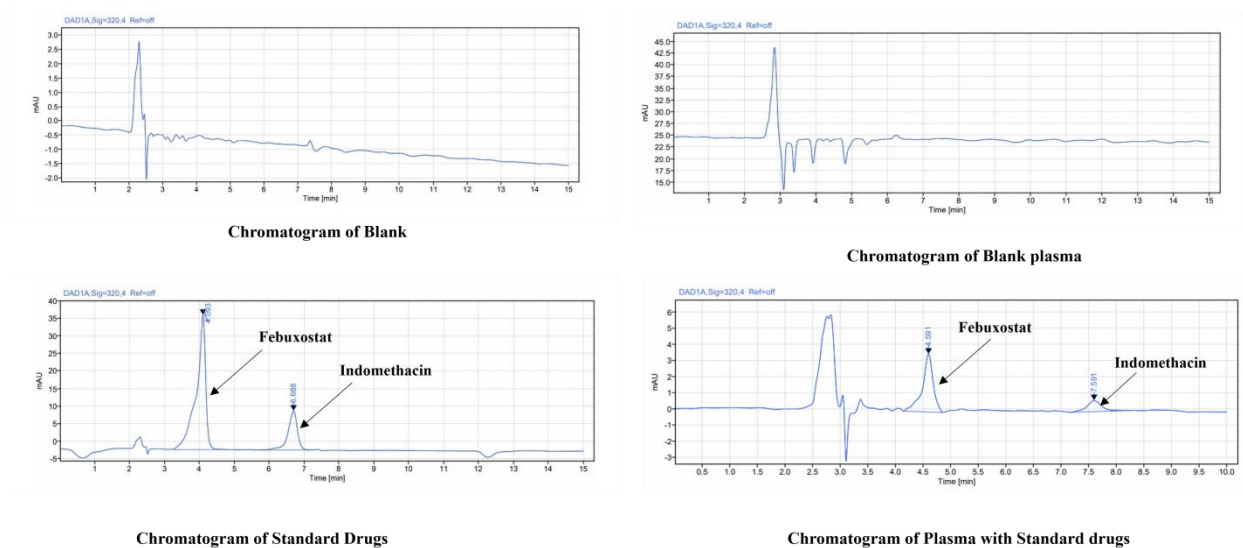 DAD1A,Sig=320,4 Ref=off
mAU
3.0
2.5
2.0
1.5
1.0
0.5
0.0
-0.5
-1.0
-1.5
-2.0
1 2 3 4 5 6 7 8 9 10 11 12 13 14 15
Time [min]
Chromatogram of Blank
DAD1A,Sig=320,4 Ref=off
mAU
45.0
42.5
40.0
37.5
35.0
32.5
30.0
27.5
25.0
22.5
20.0
17.5
15.0
1 2 3 4 5 6 7 8 9 10 11 12 13 14 15
Time [min]
Chromatogram of Blank plasma
DAD1A,Sig=320,4 Ref=off
mAU
40
35
30
25
20
15
10
5
0
-5
4.093
Febuxostat
6.688
Indomethacin
1 2 3 4 5 6 7 8 9 10 11 12 13 14 15
Time [min]
Chromatogram of Standard Drugs
DAD1A,Sig=320,4 Ref=off
mAU
6
5
4
3
2
1
0
-1
-2
-3
4.591
Febuxostat
7.591
Indomethacin
0.5 1.0 1.5 2.0 2.5 3.0 3.5 4.0 4.5 5.0 5.5 6.0 6.5 7.0 7.5 8.0 8.5 9.0 9.5 10.0
Time [min]
Chromatogram of Plasma with Standard drugs